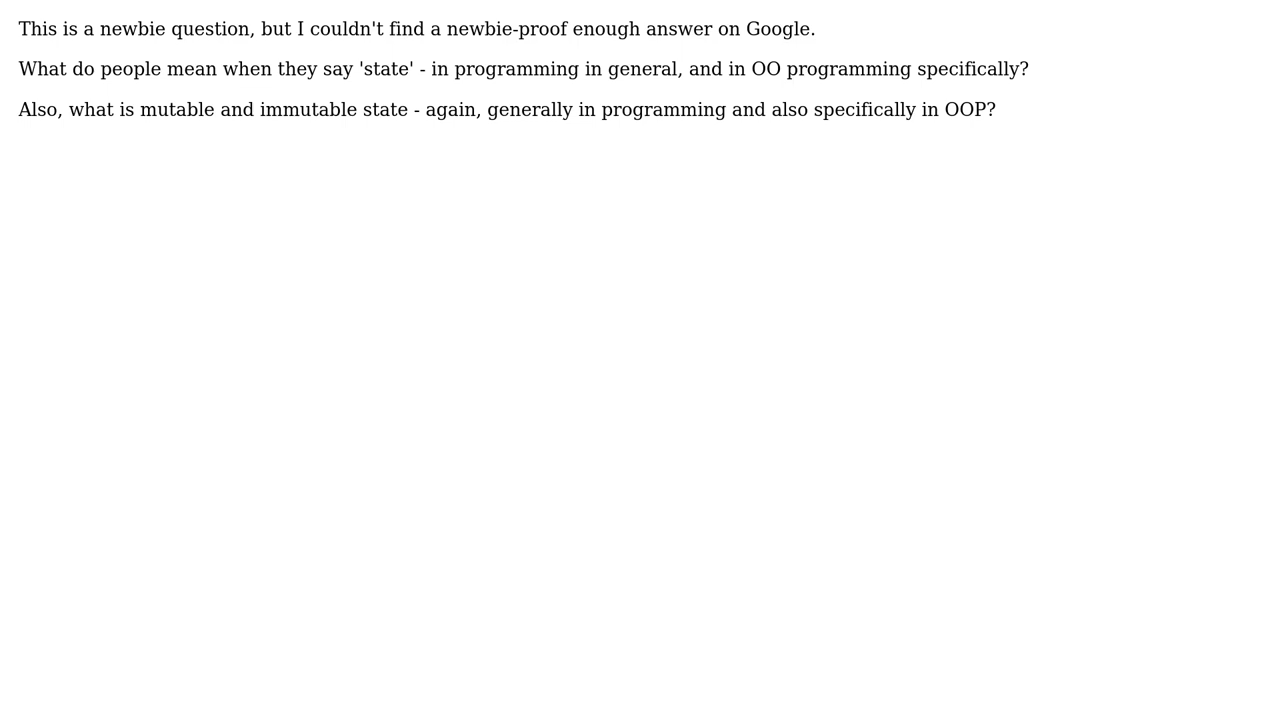 This is a newbie question, but I couldn't find a newbie-proof enough answer on Google.
What do people mean when they say 'state' - in programming in general, and in OO programming specifically?
Also, what is mutable and immutable state - again, generally in programming and also specifically in OOP?